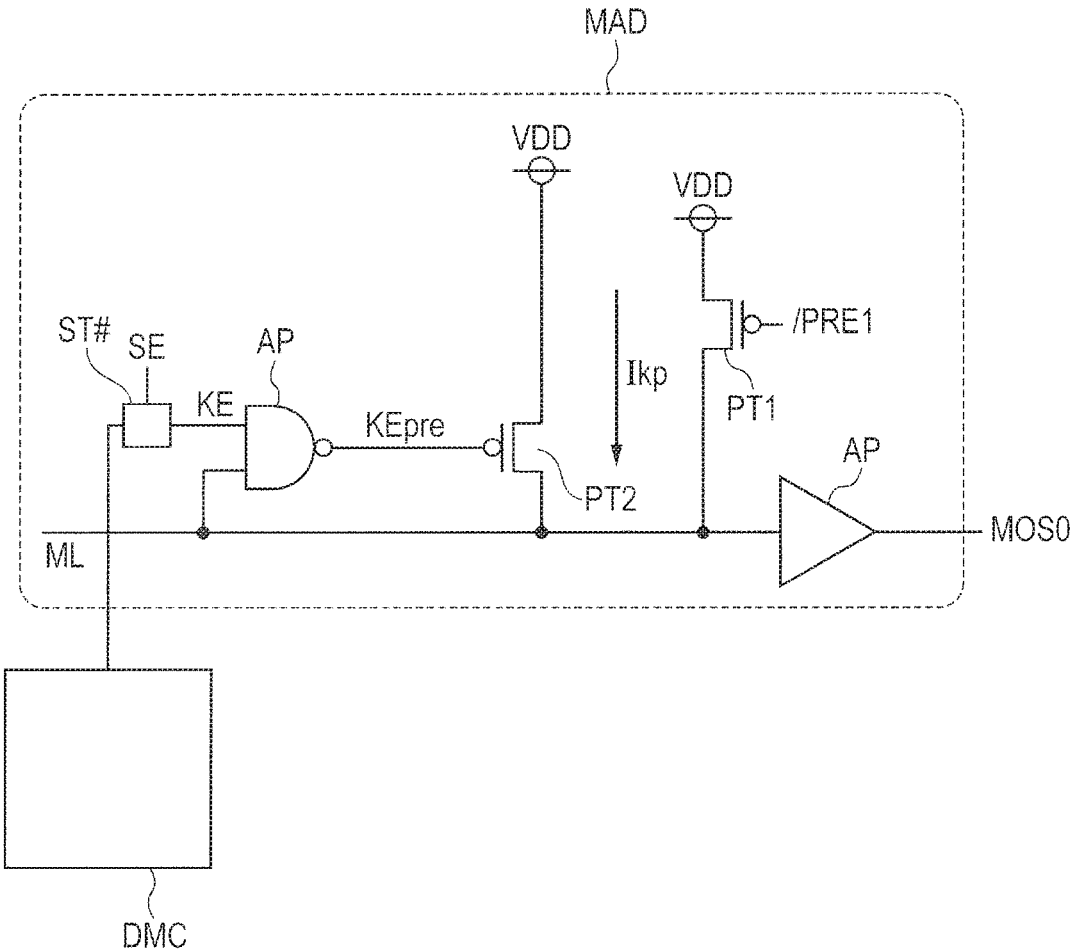 MAD
VDD
VDD
ST#
SE
AP
/PRE1
Ikp
KE
PT1
KEpre
AP
PT2
MOS0
ML
DMC